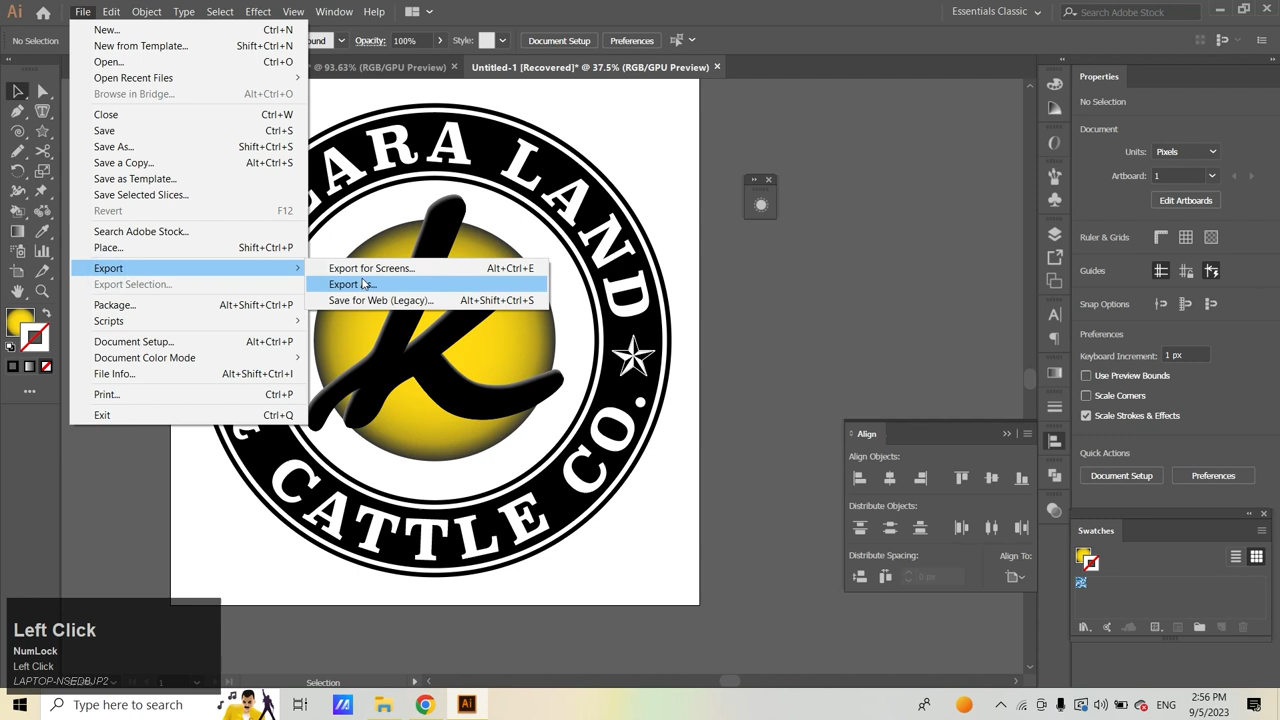 Ai File Edit Object Type Select Effect View Window Help Essentials Classic Search Adobe Stock
No Selection Opacity: 100% Style: Document Setup Preferences
* @ 93.63% (RGB/GPU Preview) × Untitled-1 [Recovered]* @ 37.5% (RGB/GPU Preview) ×
New... Ctrl+N
New from Template... Shift+Ctrl+N
Open... Ctrl+O
Open Recent Files
Browse in Bridge... Alt+Ctrl+O
Close Ctrl+W
Save Ctrl+S
Save As... Shift+Ctrl+S
Save a Copy... Alt+Ctrl+S
Save as Template...
Save Selected Slices...
Revert F12
Search Adobe Stock...
Place... Shift+Ctrl+P
Export
Export Selection...
Package... Alt+Shift+Ctrl+P
Scripts
Document Setup... Alt+Ctrl+P
Document Color Mode
File Info... Alt+Shift+Ctrl+I
Print... Ctrl+P
Exit Ctrl+Q
Export for Screens... Alt+Ctrl+E
Export As...
Save for Web (Legacy)... Alt+Shift+Ctrl+S
ARA LAND
K
& CATTLE CO.
Properties
No Selection
Document
Units: Pixels
Artboard: 1
Edit Artboards
Ruler & Grids
Guides
Snap Options
Preferences
Keyboard Increment: 1 px
Use Preview Bounds
Scale Corners
Scale Strokes & Effects
Quick Actions
Document Setup Preferences
Align
Align Objects:
Distribute Objects:
Distribute Spacing: Align To:
0 px
Swatches
Left Click
NumLock
Left Click
LAPTOP-NSEDBJP2
1 Selection
Type here to search
Ai
2:56 PM
9/5/2023